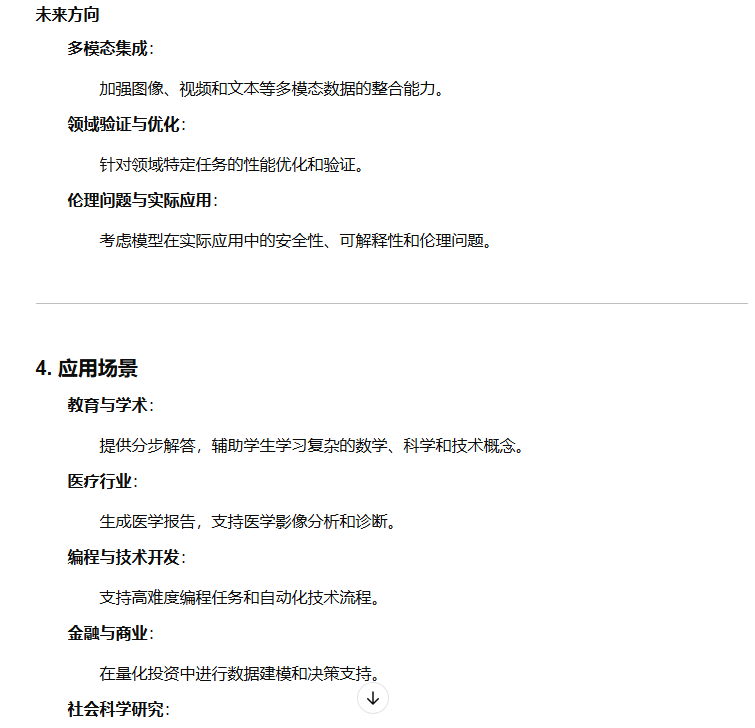 未来方向
多模态集成：
加强图像、视频和文本等多模态数据的整合能力。
领域验证与优化：
针对领域特定任务的性能优化和验证。
伦理问题与实际应用：
考虑模型在实际应用中的安全性、可解释性和伦理问题。
4. 应用场景
教育与学术：
提供分步解答，辅助学生学习复杂的数学、科学和技术概念。
医疗行业：
生成医学报告，支持医学影像分析和诊断。
编程与技术开发：
支持高难度编程任务和自动化技术流程。
金融与商业：
在量化投资中进行数据建模和决策支持。
社会科学研究：